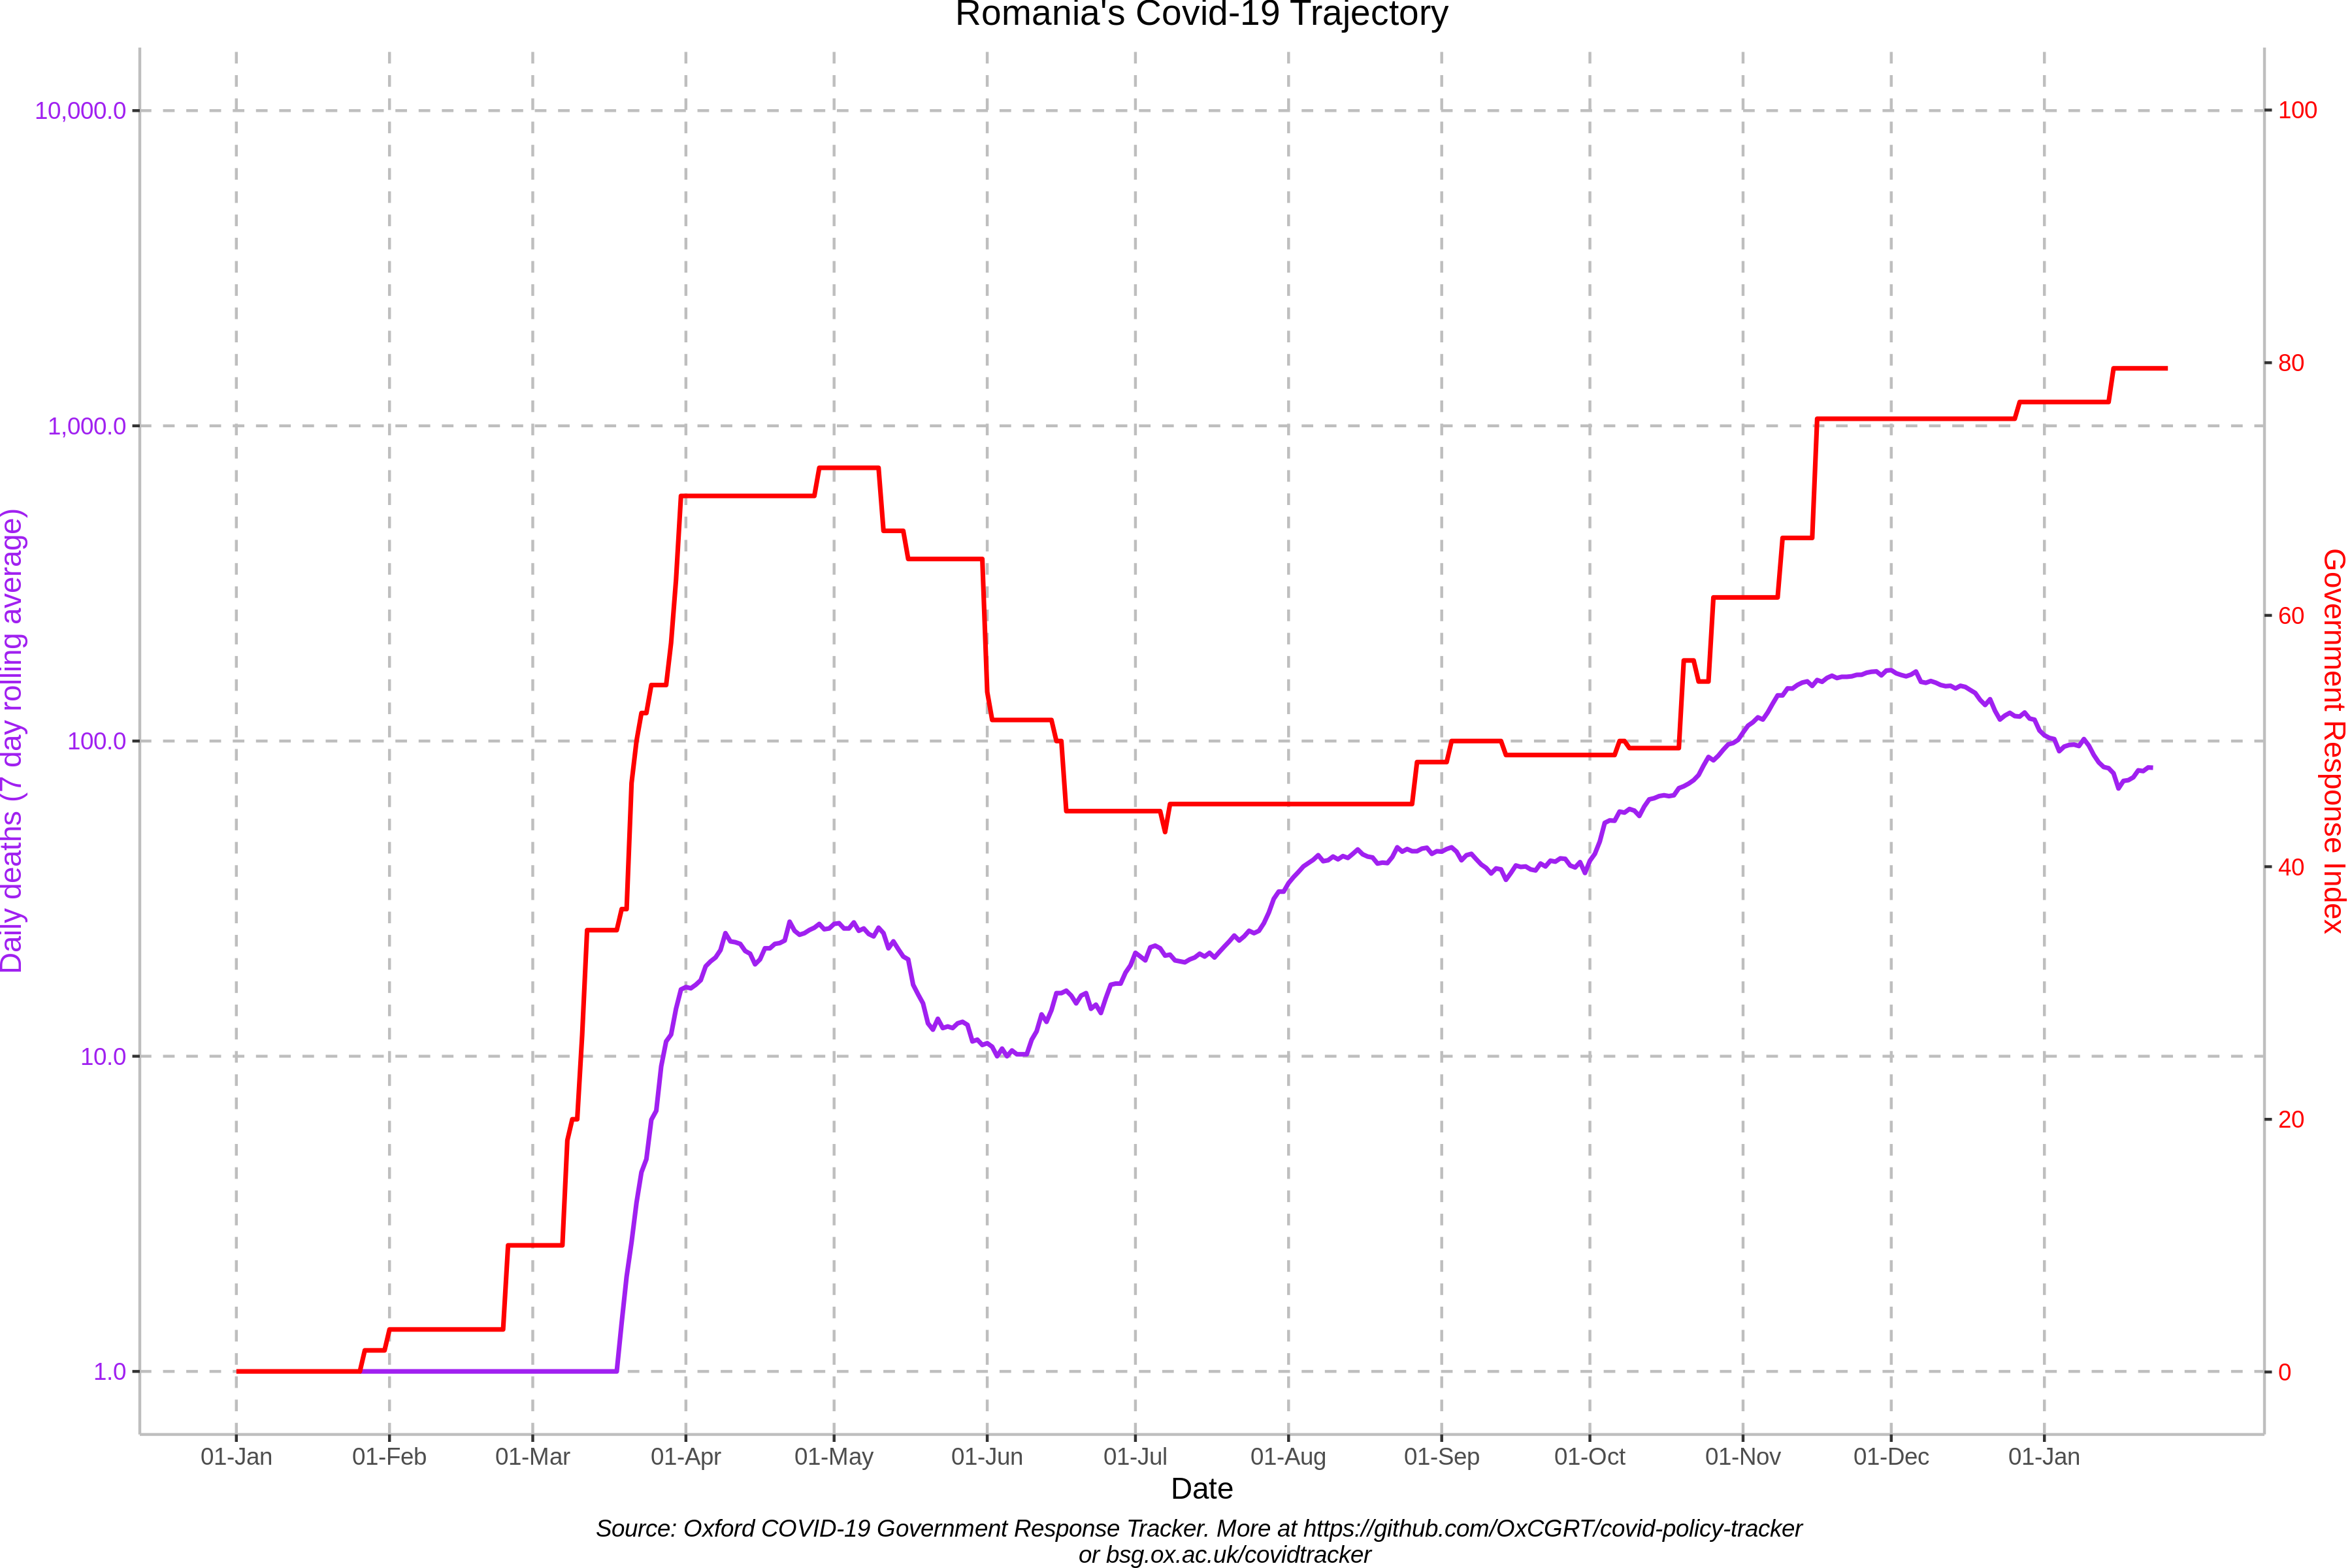 Romania's Covid-19 Trajectory
Daily deaths (7 day rolling average)
10,000.0
1,000.0
100.0
10.0
1.0
100
80
60
40
20
0
Government Response Index
01-Jan 01-Feb 01-Mar 01-Apr 01-May 01-Jun 01-Jul 01-Aug 01-Sep 01-Oct 01-Nov 01-Dec 01-Jan
Date
Source: Oxford COVID-19 Government Response Tracker. More at https://github.com/OxCGRT/covid-policy-tracker
or bsg.ox.ac.uk/covidtracker